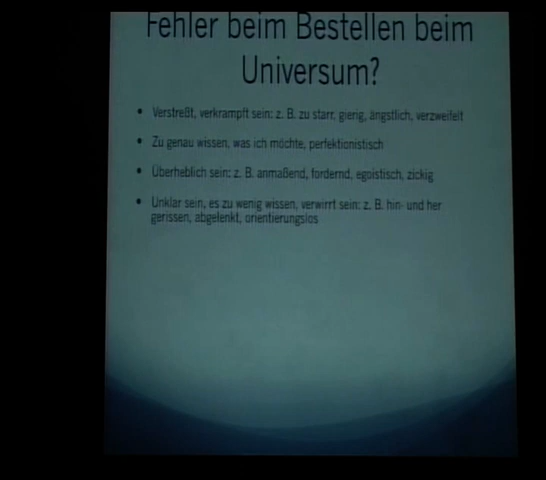 Fehler beim Bestellen beim
Universum?
• Verstreßt, verkrampft sein: z. B. zu starr, gierig, ängstlich, verzweifelt
• Zu genau wissen, was ich möchte, perfektionistisch
• Überheblich sein: z. B. anmaßend, fordernd, egoistisch, zickig
• Unklar sein, es zu wenig wissen, verwirrt sein: z. B. hin- und her
gerissen, abgelenkt, orientierungslos